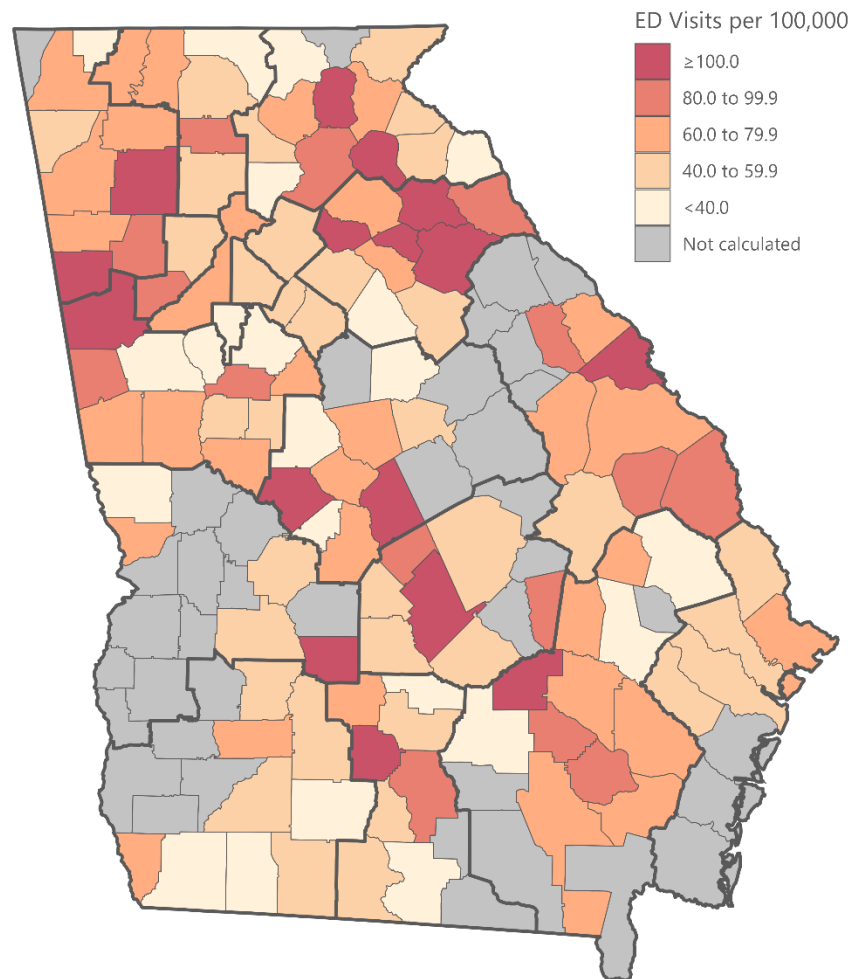 ED Visits per 100,000
≥100.0
80.0 to 99.9
60.0 to 79.9
40.0 to 59.9
<40.0
Not calculated